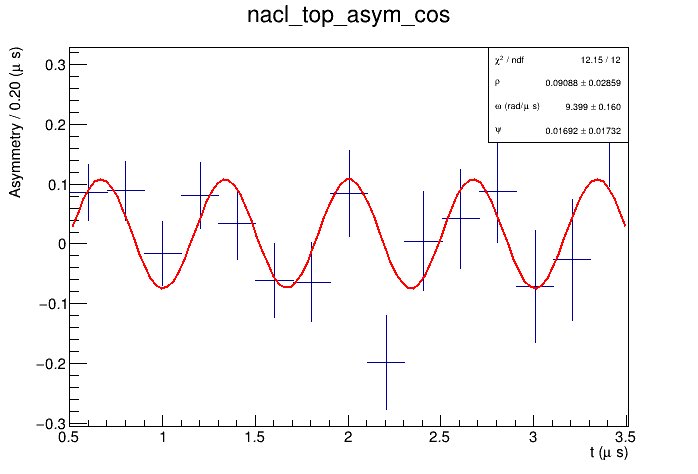 nacl_top_asym_cos
Asymmetry / 0.20 (μ s)
χ² / ndf 12.15 / 12
ρ 0.09088 ± 0.02859
ω (rad/μ s) 9.399 ± 0.160
ψ 0.01692 ± 0.01732
0.3
0.2
0.1
0
−0.1
−0.2
−0.3
0.5 1 1.5 2 2.5 3 3.5
t (μ s)